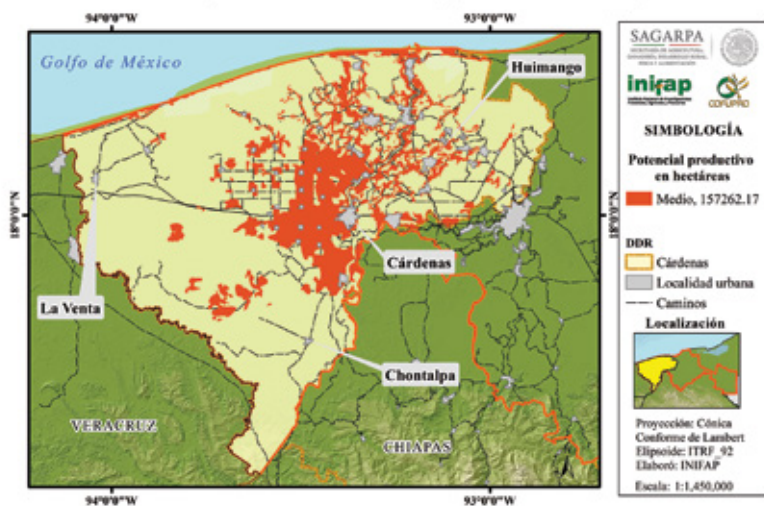 94°0'0"W
93°0'0"W
Golfo de México
Huimango
18°0'0"N
18°0'0"N
La Venta
Cárdenas
Chontalpa
VERACRUZ
CHIAPAS
94°0'0"W
93°0'0"W
SAGARPA
inifap
COFUPRO
SIMBOLOGÍA
Potencial productivo
en hectáreas
Medio, 157262.17
DDR
Cárdenas
Localidad urbana
Caminos
Localización
Proyección: Cónica
Conforme de Lambert
Elipsoide: ITRF_92
Elaboró: INIFAP
Escala: 1:1,450,000